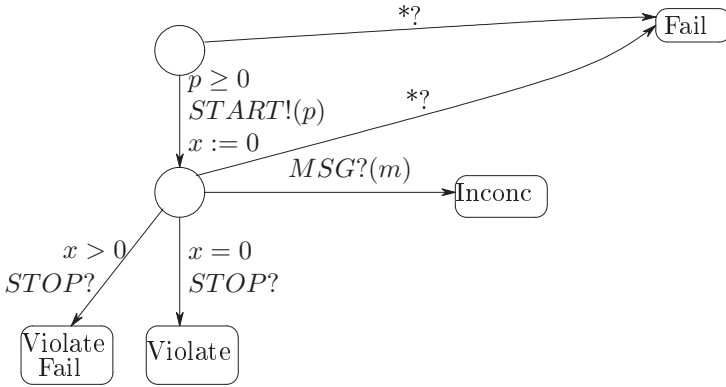 *?
Fail
p ≥ 0
START!(p)
x := 0
*?
MSG?(m)
Inconc
x > 0
STOP?
x = 0
STOP?
Violate
Fail
Violate